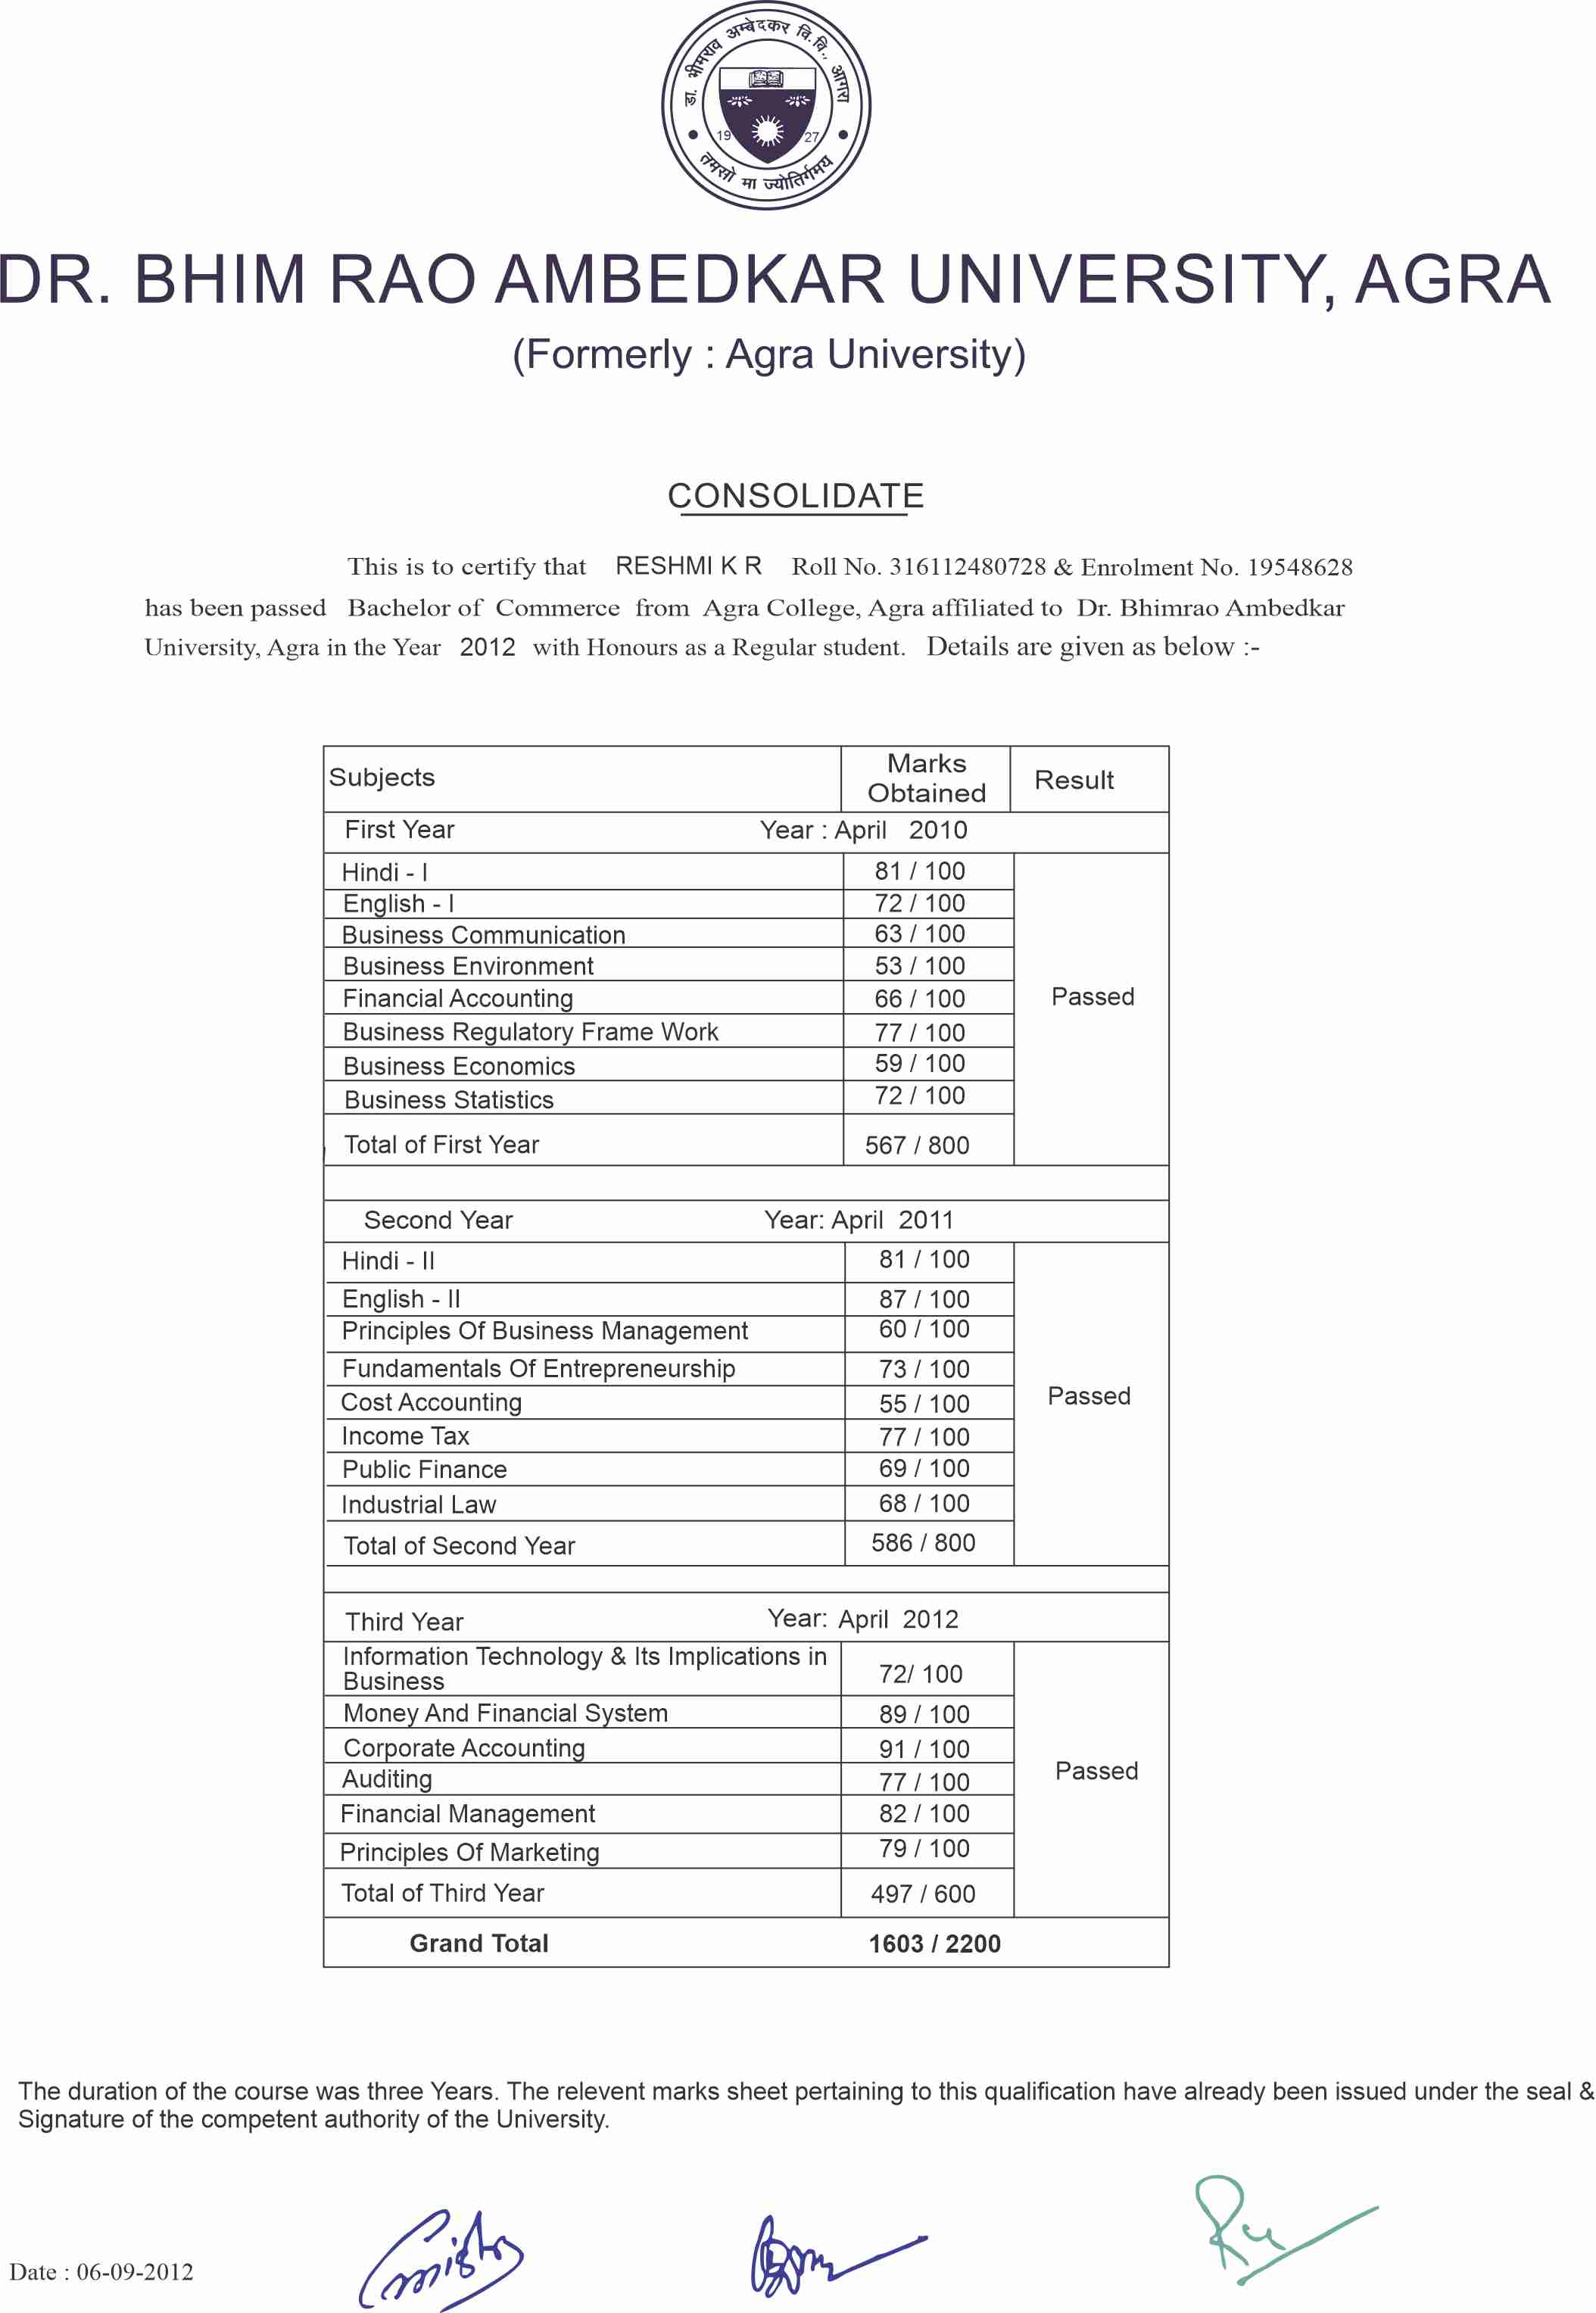 डा. भीमराव अम्बेदकर वि.वि., आगरा
19 27
तमसो मा ज्योतिर्गमय
DR. BHIM RAO AMBEDKAR UNIVERSITY, AGRA
(Formerly : Agra University)
CONSOLIDATE
This is to certify that RESHMI K R Roll No. 316112480728 & Enrolment No. 19548628
has been passed Bachelor of Commerce from Agra College, Agra affiliated to Dr. Bhimrao Ambedkar
University, Agra in the Year 2012 with Honours as a Regular student. Details are given as below :-
Subjects Marks Obtained Result
First Year Year : April 2010
Hindi - I 81 / 100
English - I 72 / 100
Business Communication 63 / 100
Business Environment 53 / 100
Financial Accounting 66 / 100 Passed
Business Regulatory Frame Work 77 / 100
Business Economics 59 / 100
Business Statistics 72 / 100
Total of First Year 567 / 800
Second Year Year: April 2011
Hindi - II 81 / 100
English - II 87 / 100
Principles Of Business Management 60 / 100
Fundamentals Of Entrepreneurship 73 / 100
Cost Accounting 55 / 100 Passed
Income Tax 77 / 100
Public Finance 69 / 100
Industrial Law 68 / 100
Total of Second Year 586 / 800
Third Year Year: April 2012
Information Technology & Its Implications in
Business 72/ 100
Money And Financial System 89 / 100
Corporate Accounting 91 / 100
Auditing 77 / 100 Passed
Financial Management 82 / 100
Principles Of Marketing 79 / 100
Total of Third Year 497 / 600
Grand Total 1603 / 2200
The duration of the course was three Years. The relevent marks sheet pertaining to this qualification have already been issued under the seal &
Signature of the competent authority of the University.
Date : 06-09-2012